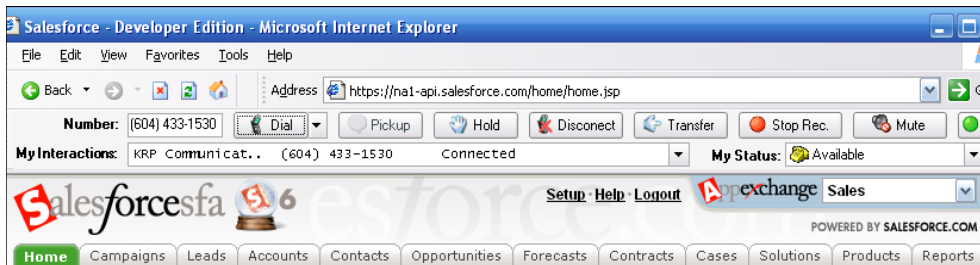 Salesforce - Developer Edition - Microsoft Internet Explorer
File Edit View Favorites Tools Help
Back Address https://na1-api.salesforce.com/home/home.jsp
Number: (604) 433-1530 Dial Pickup Hold Disconect Transfer Stop Rec. Mute
My Interactions: KRP Communicat.. (604) 433-1530 Connected My Status: Available
Salesforcesfa 6 Setup · Help · Logout Appexchange Sales
POWERED BY SALESFORCE.COM
Home Campaigns Leads Accounts Contacts Opportunities Forecasts Contracts Cases Solutions Products Reports